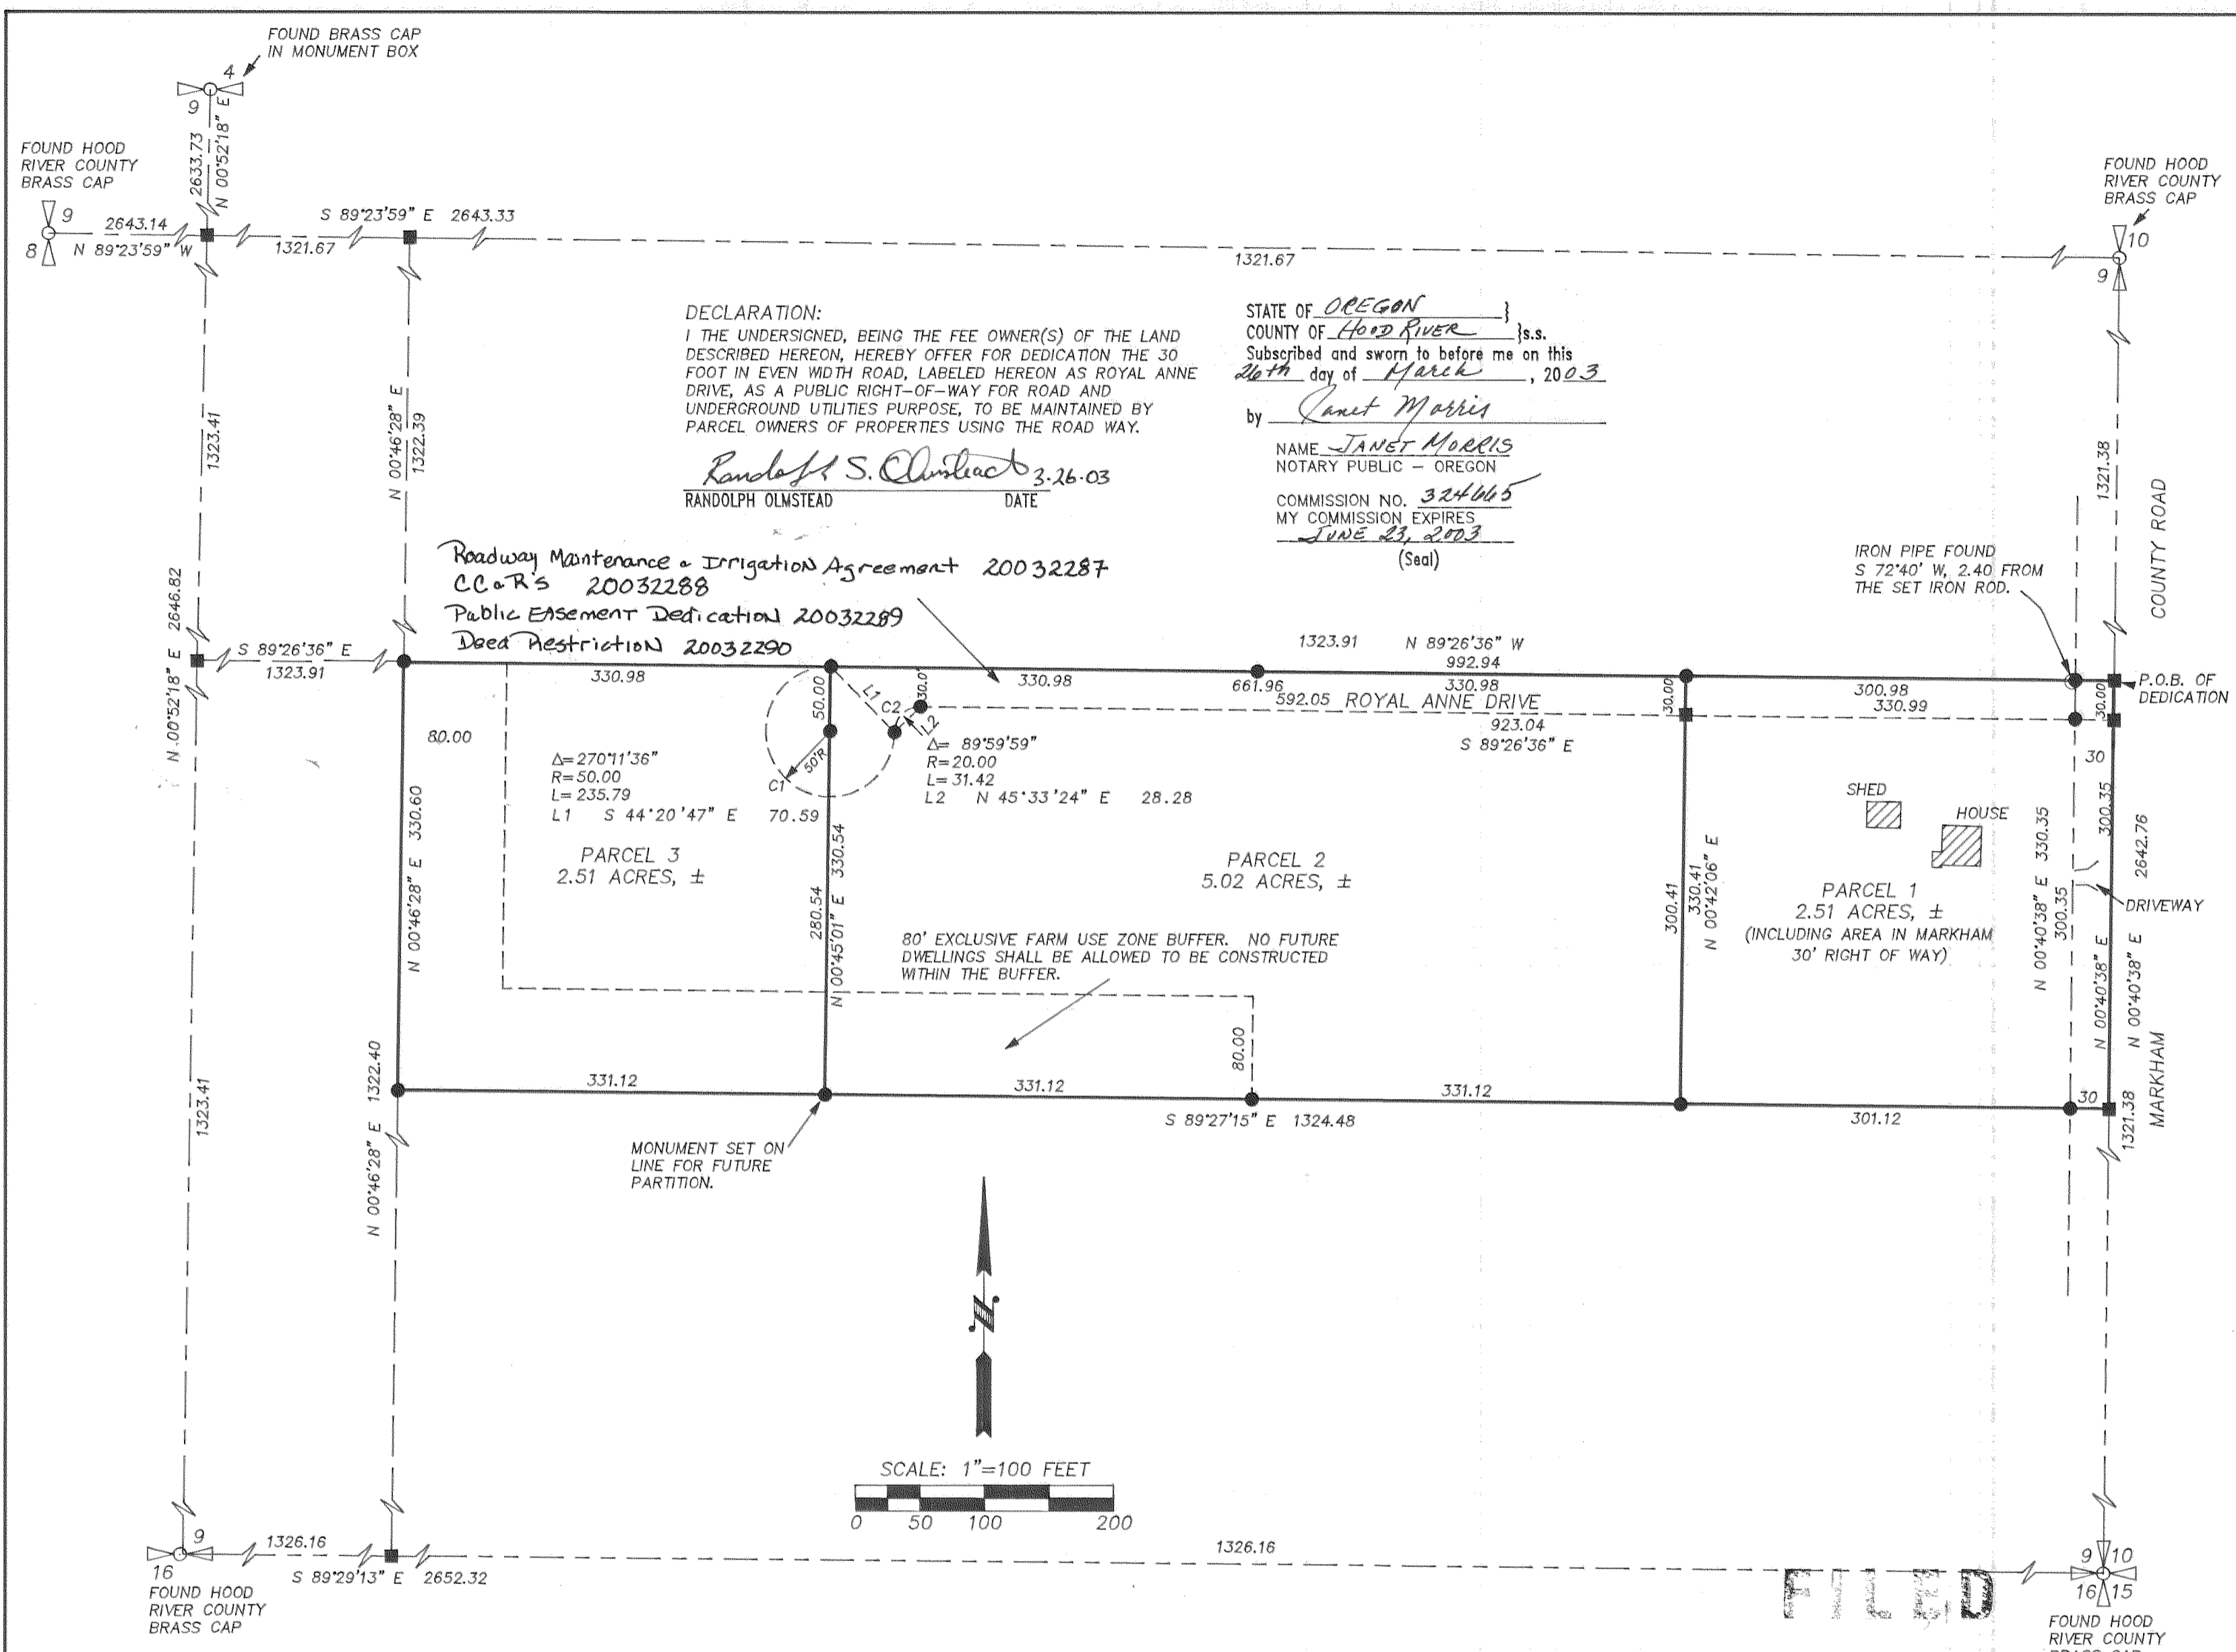 FOUND BRASS CAP
IN MONUMENT BOX
4
9
2633.73
N 00°52'18" E
FOUND HOOD
RIVER COUNTY
BRASS CAP
9
8
2643.14
N 89°23'59" W
S 89°23'59" E 2643.33
1321.67
1321.67
FOUND HOOD
RIVER COUNTY
BRASS CAP
10
9
DECLARATION:
I THE UNDERSIGNED, BEING THE FEE OWNER(S) OF THE LAND
DESCRIBED HEREON, HEREBY OFFER FOR DEDICATION THE 30
FOOT IN EVEN WIDTH ROAD, LABELED HEREON AS ROYAL ANNE
DRIVE, AS A PUBLIC RIGHT-OF-WAY FOR ROAD AND
UNDERGROUND UTILITIES PURPOSE, TO BE MAINTAINED BY
PARCEL OWNERS OF PROPERTIES USING THE ROAD WAY.
Randolph S. Olmstead 3-26-03
RANDOLPH OLMSTEAD DATE
STATE OF OREGON }
COUNTY OF HOOD RIVER }s.s.
Subscribed and sworn to before me on this
26th day of March, 2003
by Janet Morris
NAME JANET MORRIS
NOTARY PUBLIC - OREGON
COMMISSION NO. 324665
MY COMMISSION EXPIRES
JUNE 23, 2003
(Seal)
1323.41
N 00°46'28" E
1322.39
1321.38
COUNTY ROAD
IRON PIPE FOUND
S 72°40' W, 2.40 FROM
THE SET IRON ROD.
Roadway Maintenance & Irrigation Agreement 20032287
CC&R'S 20032288
Public Easement Dedication 20032289
Deed Restriction 20032290
N 00°52'18" E 2646.82
S 89°26'36" E
1323.91
1323.91 N 89°26'36" W
992.94
330.98
330.98
661.96
330.98
300.98
330.99
P.O.B. OF
DEDICATION
592.05 ROYAL ANNE DRIVE
923.04
S 89°26'36" E
50.00
L1
C2
30.0
L2
30.00
30.00
30
80.00
50'R
C1
Δ=270°11'36"
R=50.00
L=235.79
L1 S 44°20'47" E 70.59
Δ= 89°59'59"
R=20.00
L=31.42
L2 N 45°33'24" E 28.28
N 00°46'28" E 330.60
PARCEL 3
2.51 ACRES, ±
280.54
N 00°45'01" E 330.54
PARCEL 2
5.02 ACRES, ±
300.41
330.41
N 00°42'06" E
SHED
HOUSE
PARCEL 1
2.51 ACRES, ±
(INCLUDING AREA IN MARKHAM
30' RIGHT OF WAY)
N 00°40'38" E 330.35
300.35
300.35
N 00°40'38" E
2642.76
N 00°40'38" E
DRIVEWAY
MARKHAM
80' EXCLUSIVE FARM USE ZONE BUFFER. NO FUTURE
DWELLINGS SHALL BE ALLOWED TO BE CONSTRUCTED
WITHIN THE BUFFER.
80.00
331.12
331.12
331.12
301.12
30
S 89°27'15" E 1324.48
1323.41
N 00°46'28" E 1322.40
1321.38
MONUMENT SET ON
LINE FOR FUTURE
PARTITION.
N
SCALE: 1"=100 FEET
0 50 100 200
9
16
1326.16
S 89°29'13" E 2652.32
1326.16
FOUND HOOD
RIVER COUNTY
BRASS CAP
FILED
9 10
16 15
FOUND HOOD
RIVER COUNTY
BRASS CAP